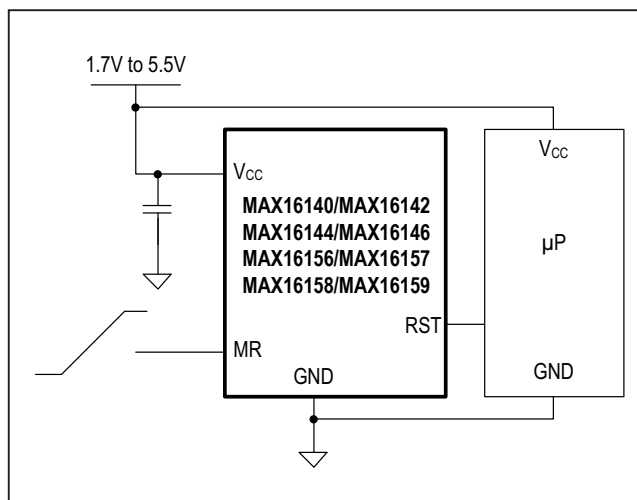 1.7V to 5.5V
VCC
MAX16140/MAX16142
MAX16144/MAX16146
MAX16156/MAX16157
MAX16158/MAX16159
RST
MR
GND
VCC
µP
GND